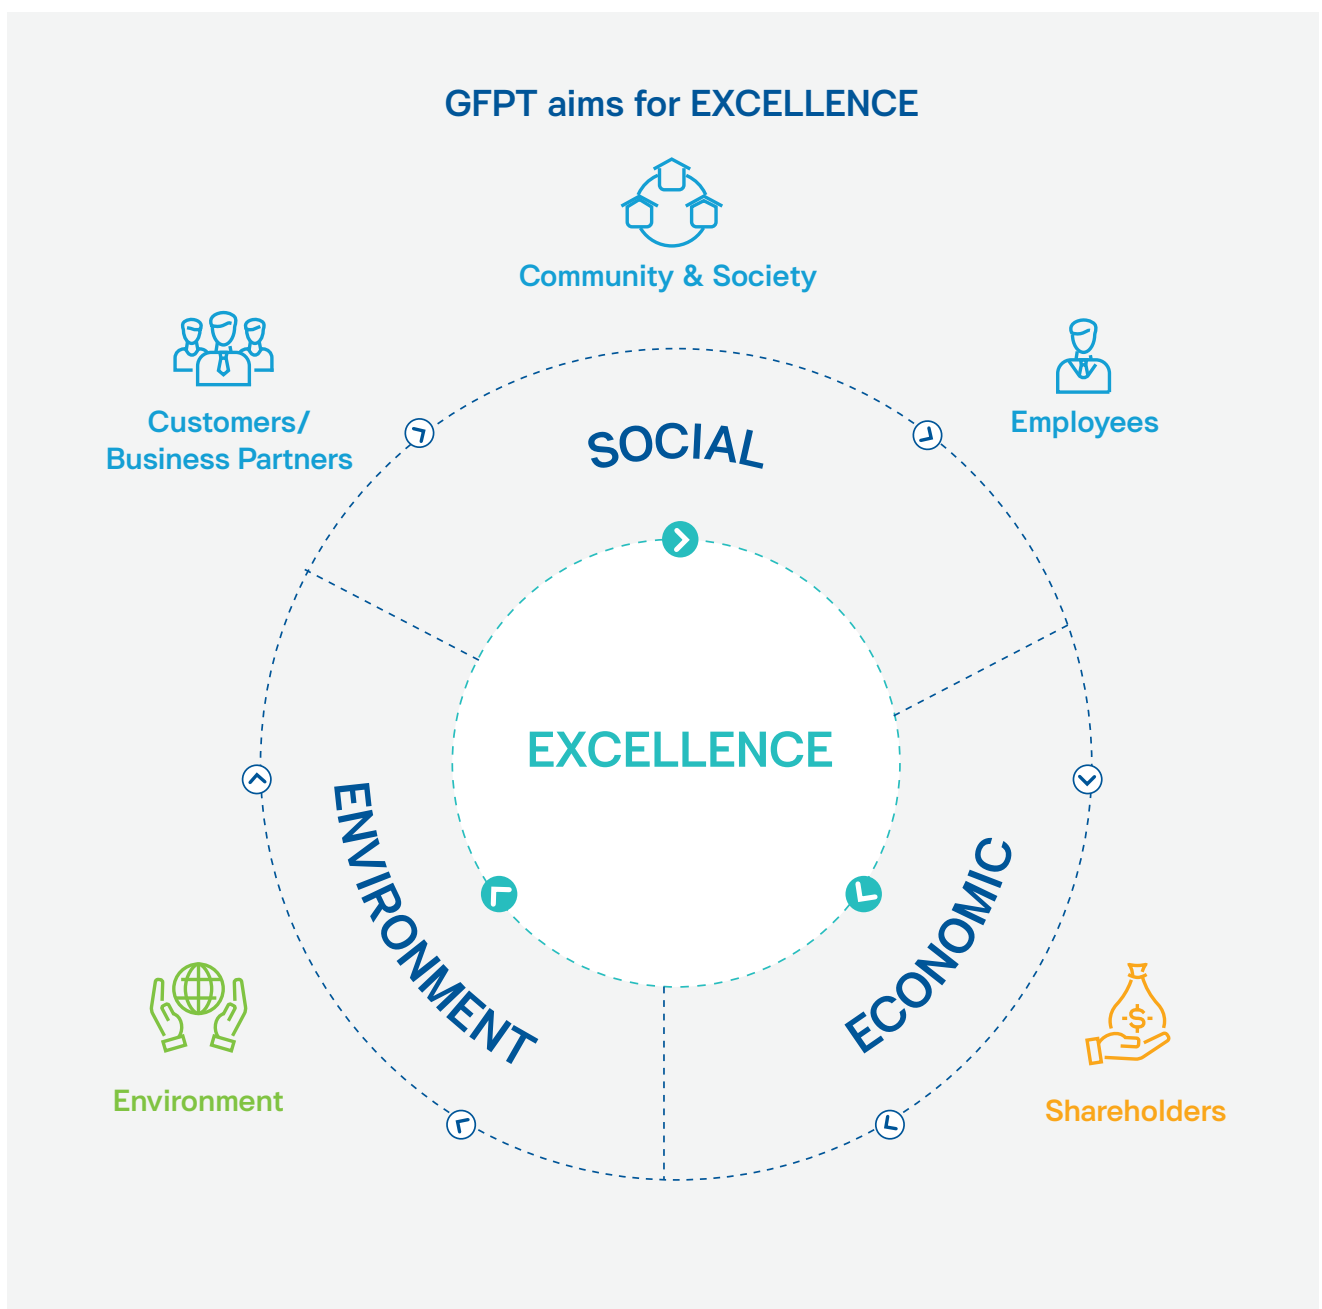 GFPT aims for EXCELLENCE
Community & Society
Customers/
Business Partners
Employees
SOCIAL
EXCELLENCE
ENVIRONMENT
ECONOMIC
$
Environment
Shareholders